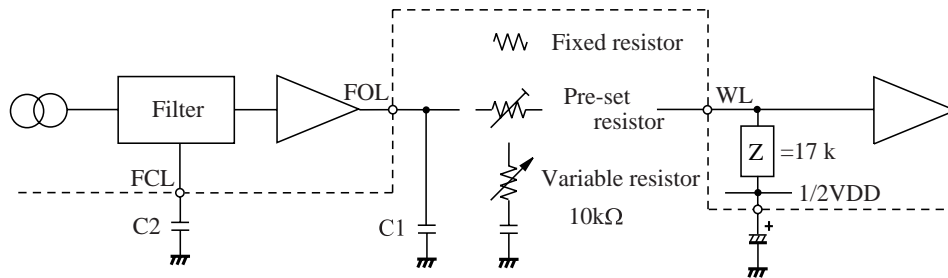 Fixed resistor
Filter
FOL
Pre-set
resistor
WL
Z
=17 k
FCL
Variable resistor
10kΩ
1/2VDD
C2
C1
+